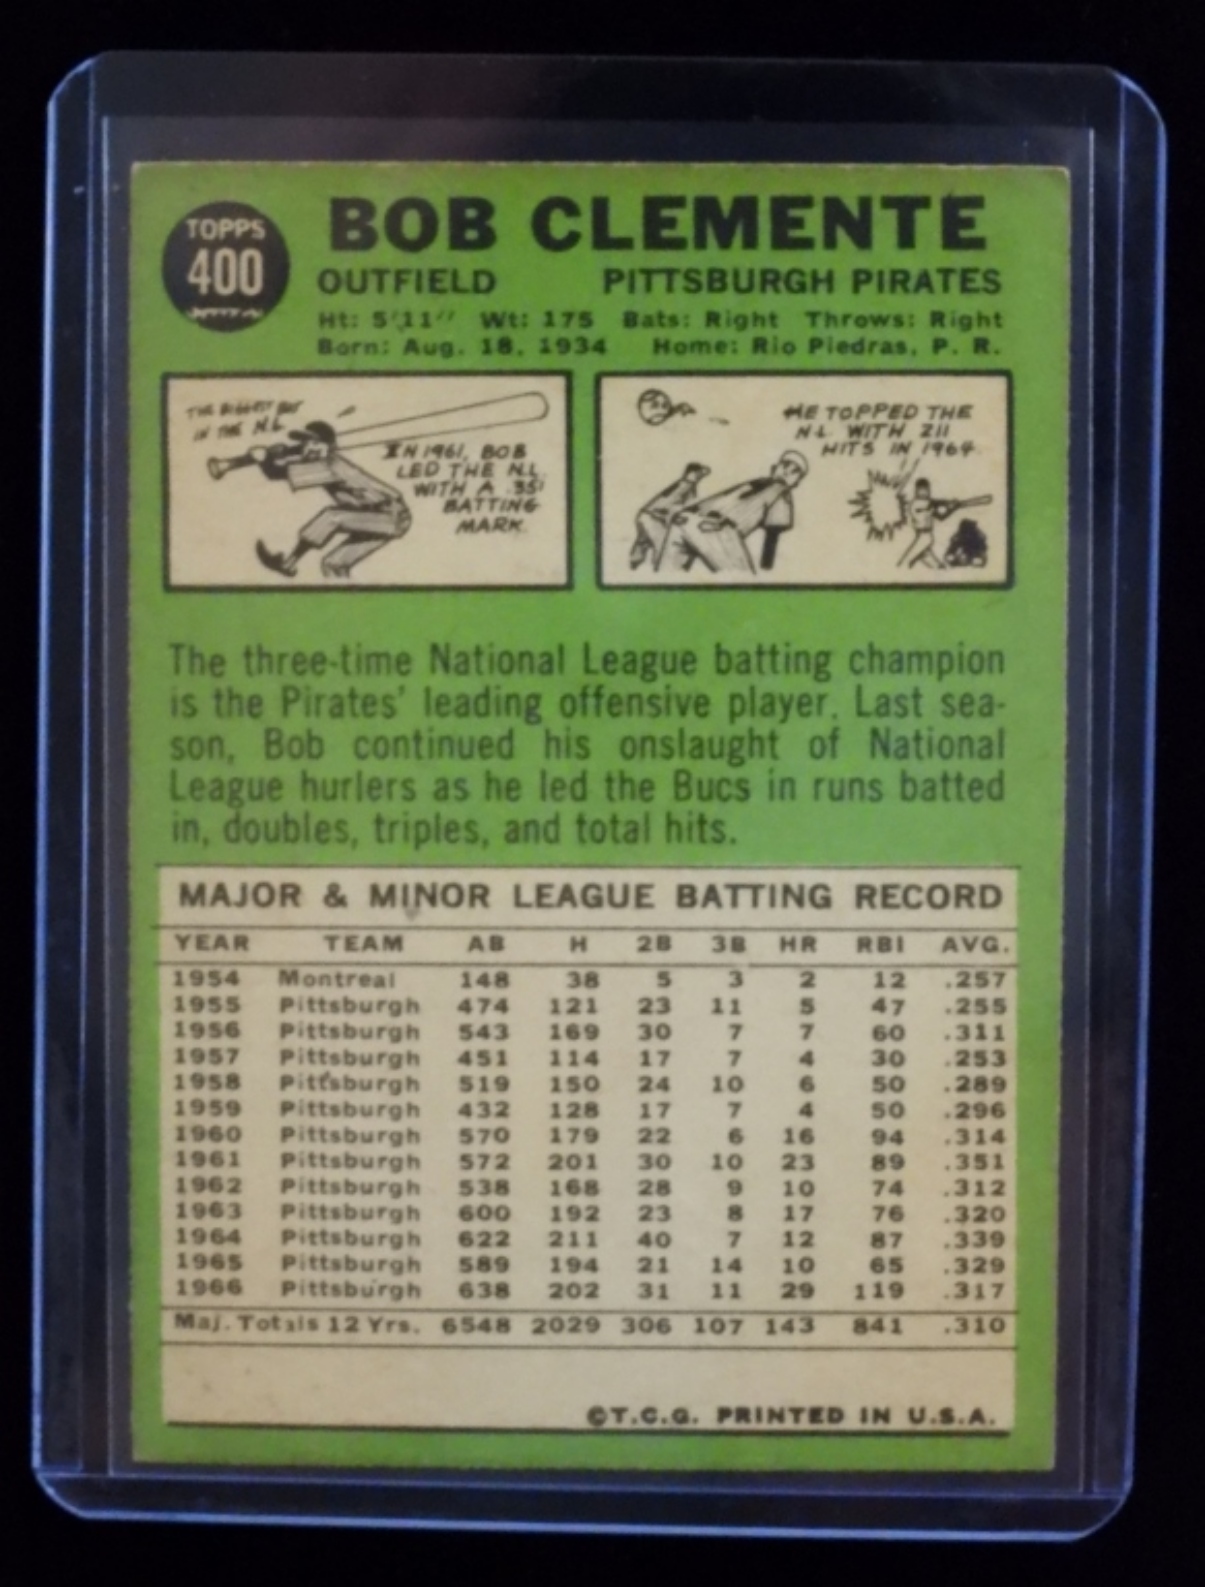 TOPPS
400
BOB CLEMENTE
OUTFIELD PITTSBURGH PIRATES
Ht: 5'11" Wt: 175 Bats: Right Throws: Right
Born: Aug. 18, 1934 Home: Rio Piedras, P. R.
THE BIGGEST BAT
IN THE N.L.
IN 1961, BOB
LED THE N.L.
WITH A .351
BATTING
MARK.
HE TOPPED THE
N.L. WITH 211
HITS IN 1964.
The three-time National League batting champion
is the Pirates' leading offensive player. Last sea-
son, Bob continued his onslaught of National
League hurlers as he led the Bucs in runs batted
in, doubles, triples, and total hits.
MAJOR & MINOR LEAGUE BATTING RECORD
YEAR TEAM AB H 2B 3B HR RBI AVG.
1954 Montreal 148 38 5 3 2 12 .257
1955 Pittsburgh 474 121 23 11 5 47 .255
1956 Pittsburgh 543 169 30 7 7 60 .311
1957 Pittsburgh 451 114 17 7 4 30 .253
1958 Pittsburgh 519 150 24 10 6 50 .289
1959 Pittsburgh 432 128 17 7 4 50 .296
1960 Pittsburgh 570 179 22 6 16 94 .314
1961 Pittsburgh 572 201 30 10 23 89 .351
1962 Pittsburgh 538 168 28 9 10 74 .312
1963 Pittsburgh 600 192 23 8 17 76 .320
1964 Pittsburgh 622 211 40 7 12 87 .339
1965 Pittsburgh 589 194 21 14 10 65 .329
1966 Pittsburgh 638 202 31 11 29 119 .317
Maj. Totals 12 Yrs. 6548 2029 306 107 143 841 .310
©T.C.G. PRINTED IN U.S.A.